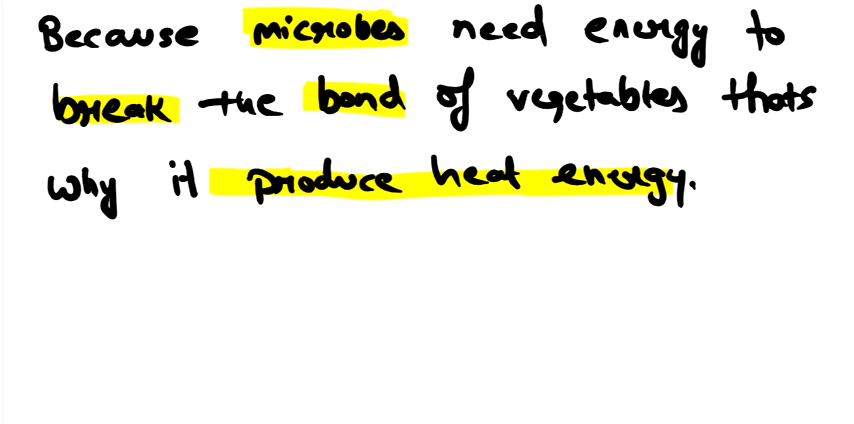 Because microbes need energy to
break the bond of vegetables thats
why it produce heat energy.